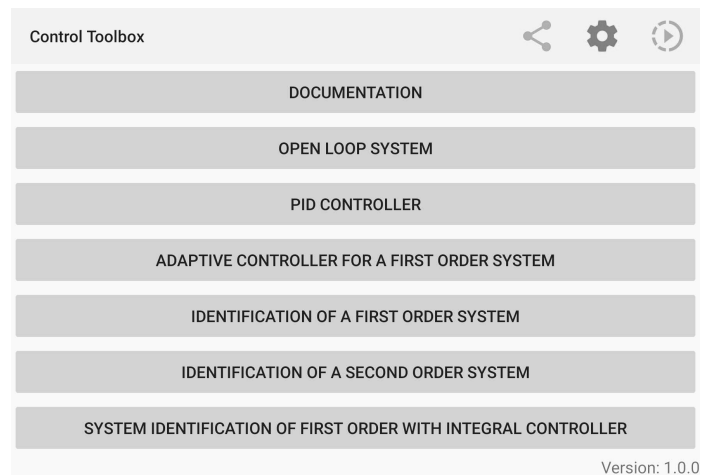 Control Toolbox
DOCUMENTATION
OPEN LOOP SYSTEM
PID CONTROLLER
ADAPTIVE CONTROLLER FOR A FIRST ORDER SYSTEM
IDENTIFICATION OF A FIRST ORDER SYSTEM
IDENTIFICATION OF A SECOND ORDER SYSTEM
SYSTEM IDENTIFICATION OF FIRST ORDER WITH INTEGRAL CONTROLLER
Version: 1.0.0